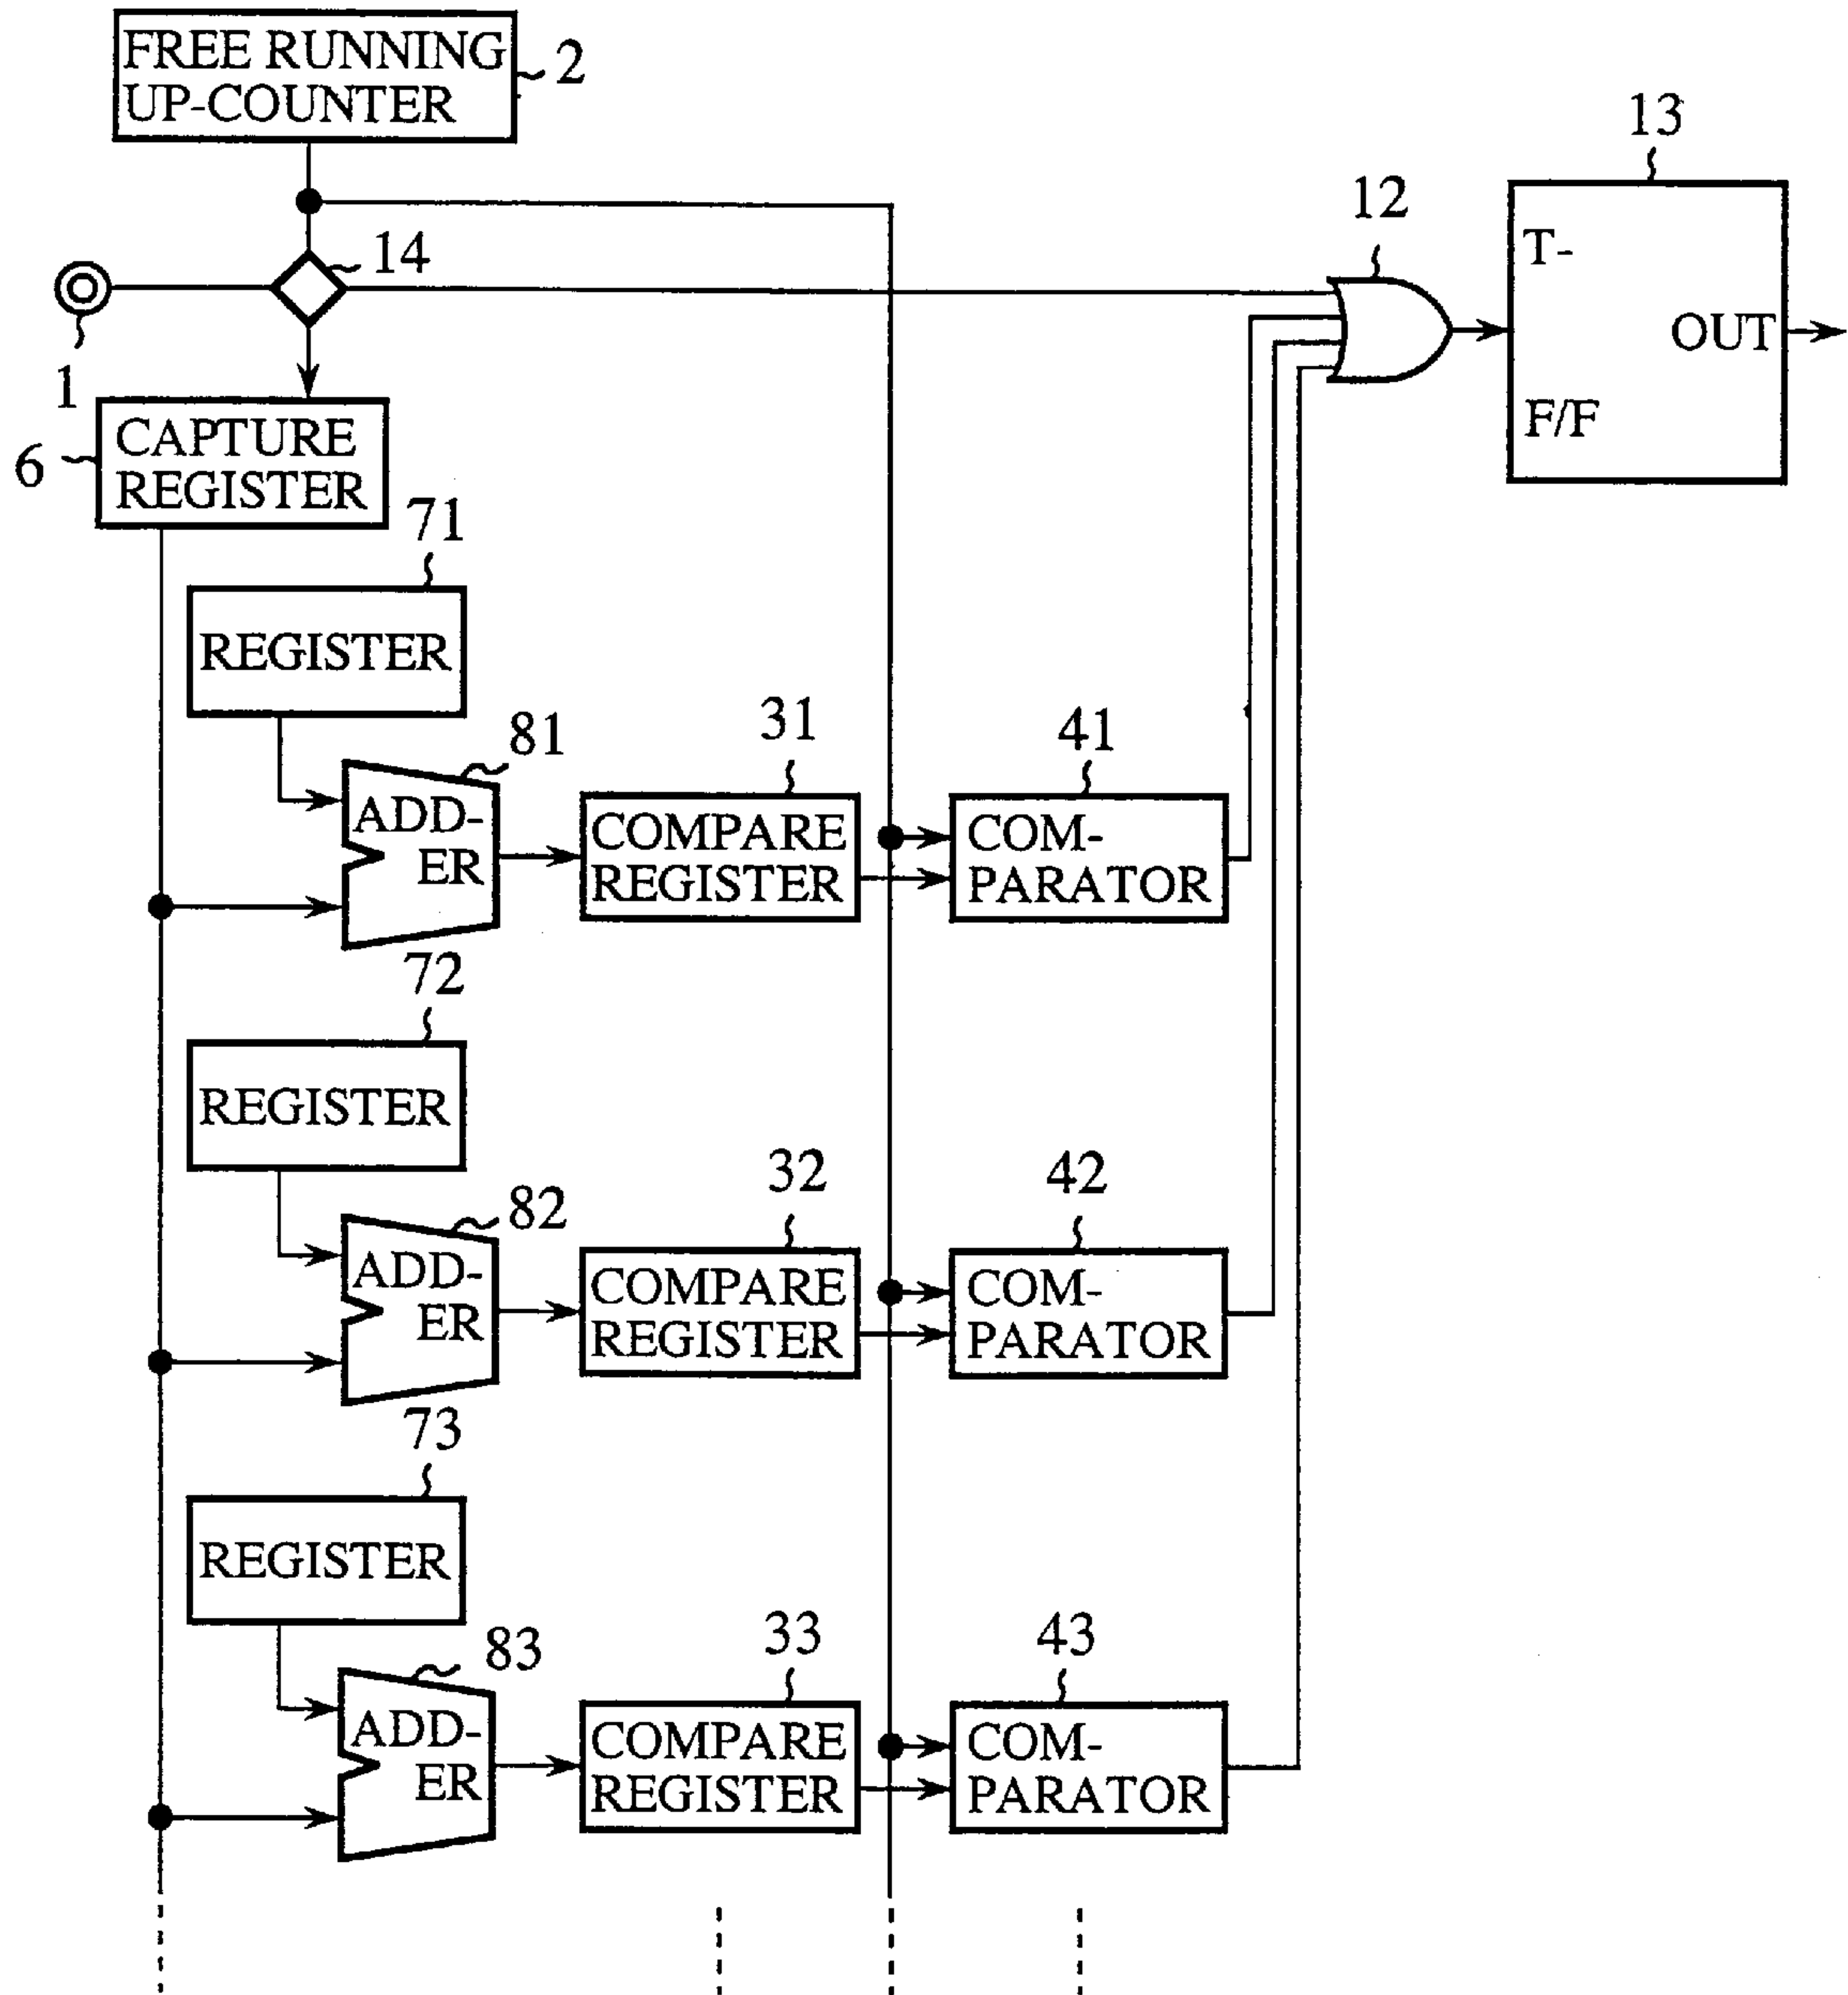 FREE RUNNING
UP-COUNTER
2
13
12
14
T-
OUT
F/F
1
6
CAPTURE
REGISTER
71
REGISTER
81
31
41
ADD-
ER
COMPARE
REGISTER
COM-
PARATOR
72
REGISTER
82
32
42
ADD-
ER
COMPARE
REGISTER
COM-
PARATOR
73
REGISTER
83
33
43
ADD-
ER
COMPARE
REGISTER
COM-
PARATOR